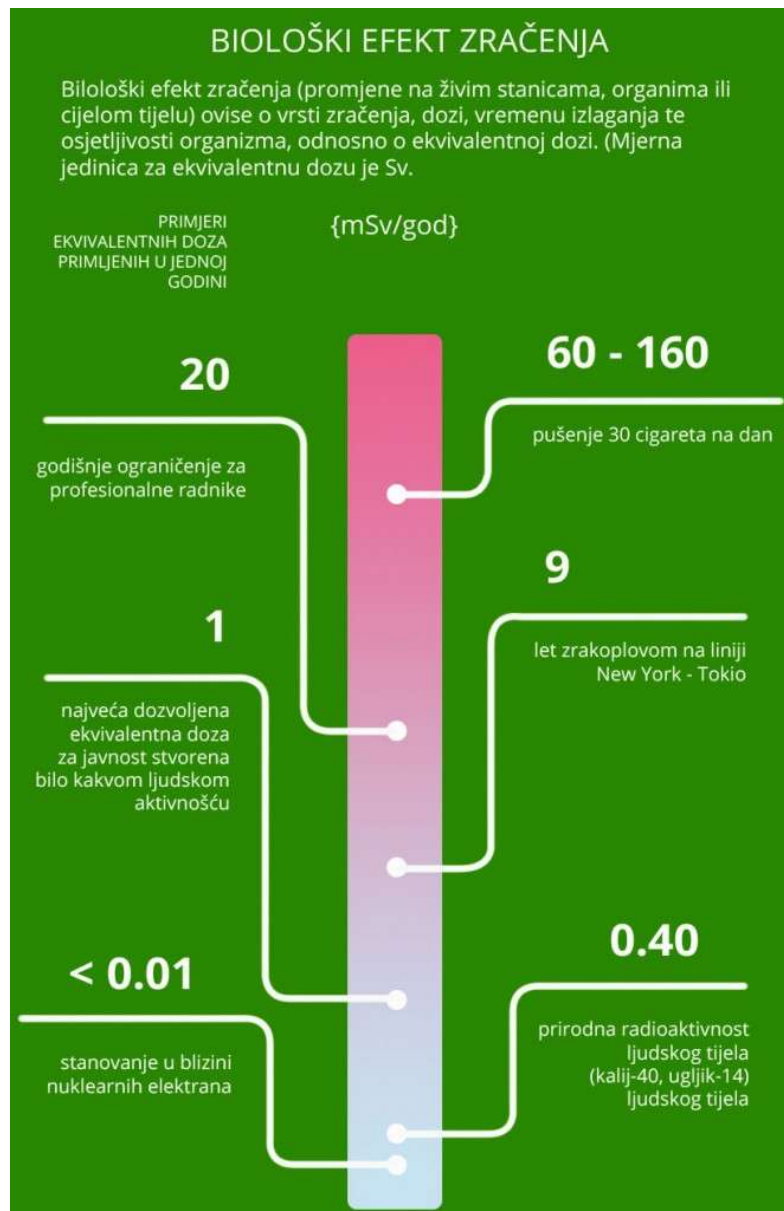 BIOLOŠKI EFEKT ZRAČENJA
Bilološki efekt zračenja (promjene na živim stanicama, organima ili
cijelom tijelu) ovise o vrsti zračenja, dozi, vremenu izlaganja te
osjetljivosti organizma, odnosno o ekvivalentnoj dozi. (Mjerna
jedinica za ekvivalentnu dozu je Sv.
PRIMJERI
EKVIVALENTNIH DOZA
PRIMLJENIH U JEDNOJ
GODINI
{mSv/god}
60 - 160
pušenje 30 cigareta na dan
20
godišnje ograničenje za
profesionalne radnike
9
let zrakoplovom na liniji
New York - Tokio
1
najveća dozvoljena
ekvivalentna doza
za javnost stvorena
bilo kakvom ljudskom
aktivnošću
0.40
prirodna radioaktivnost
ljudskog tijela
(kalij-40, ugljik-14)
ljudskog tijela
< 0.01
stanovanje u blizini
nuklearnih elektrana